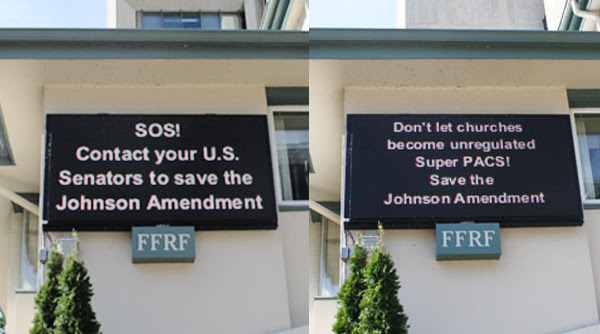 SOS!
Contact your U.S.
Senators to save the
Johnson Amendment
FFRF
Don't let churches
become unregulated
Super PACS!
Save the
Johnson Amendment
FFRF